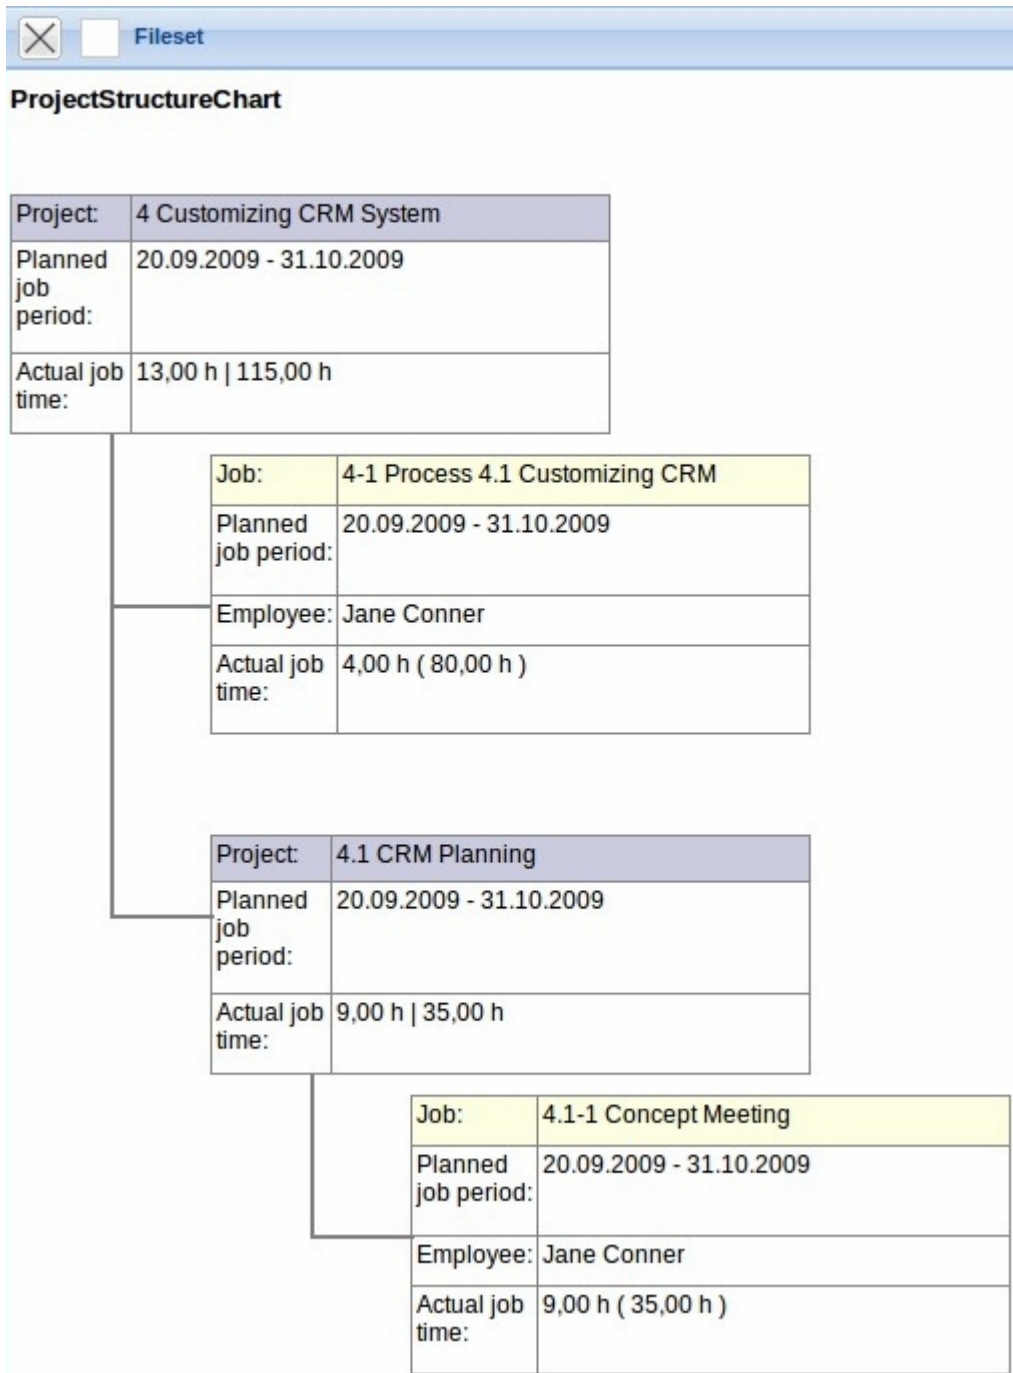 Fileset
ProjectStructureChart
Project: 4 Customizing CRM System
Planned 20.09.2009 - 31.10.2009
job
period:
Actual job 13,00 h | 115,00 h
time:
Job: 4-1 Process 4.1 Customizing CRM
Planned 20.09.2009 - 31.10.2009
job period:
Employee: Jane Conner
Actual job 4,00 h ( 80,00 h )
time:
Project: 4.1 CRM Planning
Planned 20.09.2009 - 31.10.2009
job
period:
Actual job 9,00 h | 35,00 h
time:
Job: 4.1-1 Concept Meeting
Planned 20.09.2009 - 31.10.2009
job period:
Employee: Jane Conner
Actual job 9,00 h ( 35,00 h )
time: